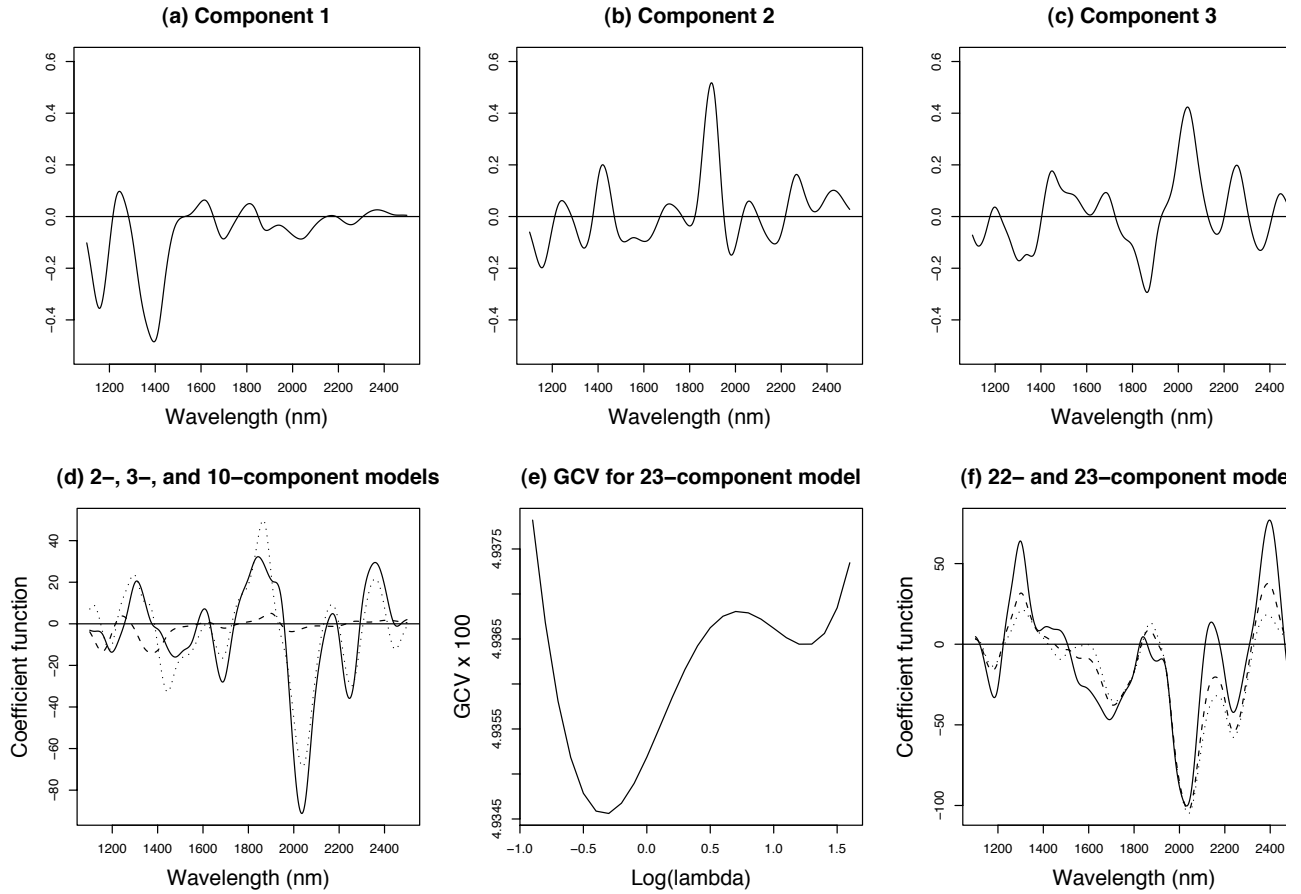 (a) Component 1
0.6
0.4
0.2
0.0
−0.2
−0.4
1200 1400 1600 1800 2000 2200 2400
Wavelength (nm)
(b) Component 2
0.6
0.4
0.2
0.0
−0.2
−0.4
1200 1400 1600 1800 2000 2200 2400
Wavelength (nm)
(c) Component 3
0.6
0.4
0.2
0.0
−0.2
−0.4
1200 1400 1600 1800 2000 2200 2400
Wavelength (nm)
(d) 2−, 3−, and 10−component models
Coefficient function
40
20
0
−20
−40
−60
−80
1200 1400 1600 1800 2000 2200 2400
Wavelength (nm)
(e) GCV for 23−component model
GCV x 100
4.9375
4.9365
4.9355
4.9345
−1.0 −0.5 0.0 0.5 1.0 1.5
Log(lambda)
(f) 22− and 23−component mode
Coefficient function
50
0
−50
−100
1200 1400 1600 1800 2000 2200 2400
Wavelength (nm)